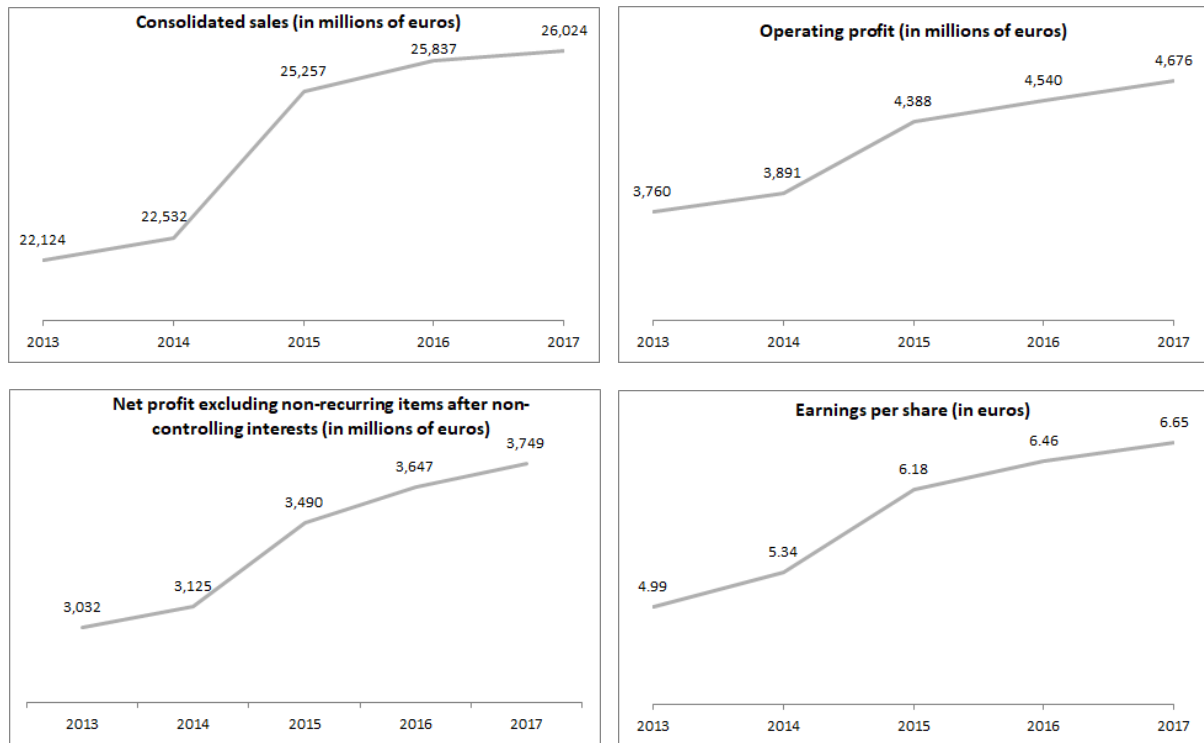 Consolidated sales (in millions of euros)
26,024
25,837
25,257
22,532
22,124
2013 2014 2015 2016 2017
Operating profit (in millions of euros)
4,676
4,540
4,388
3,891
3,760
2013 2014 2015 2016 2017
Net profit excluding non-recurring items after non-
controlling interests (in millions of euros)
3,749
3,647
3,490
3,125
3,032
2013 2014 2015 2016 2017
Earnings per share (in euros)
6.65
6.46
6.18
5.34
4.99
2013 2014 2015 2016 2017